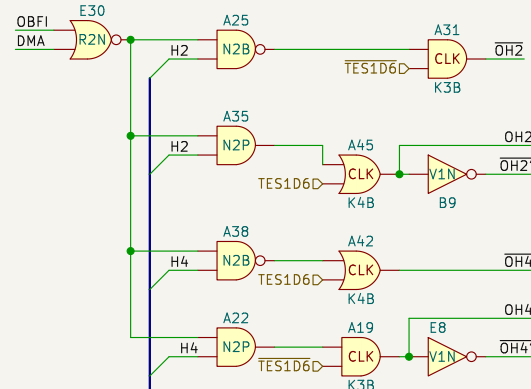 E30
OBFI
DMA
R2N
A25
H2
N2B
A31
CLK
K3B
TES1D6
OH2
A35
H2
N2P
A45
CLK
K4B
TES1D6
OH2
V1N
B9
OH2
A38
H4
N2B
A42
CLK
K4B
TES1D6
OH4
A22
H4
N2P
A19
CLK
K3B
TES1D6
OH4
E8
V1N
OH4